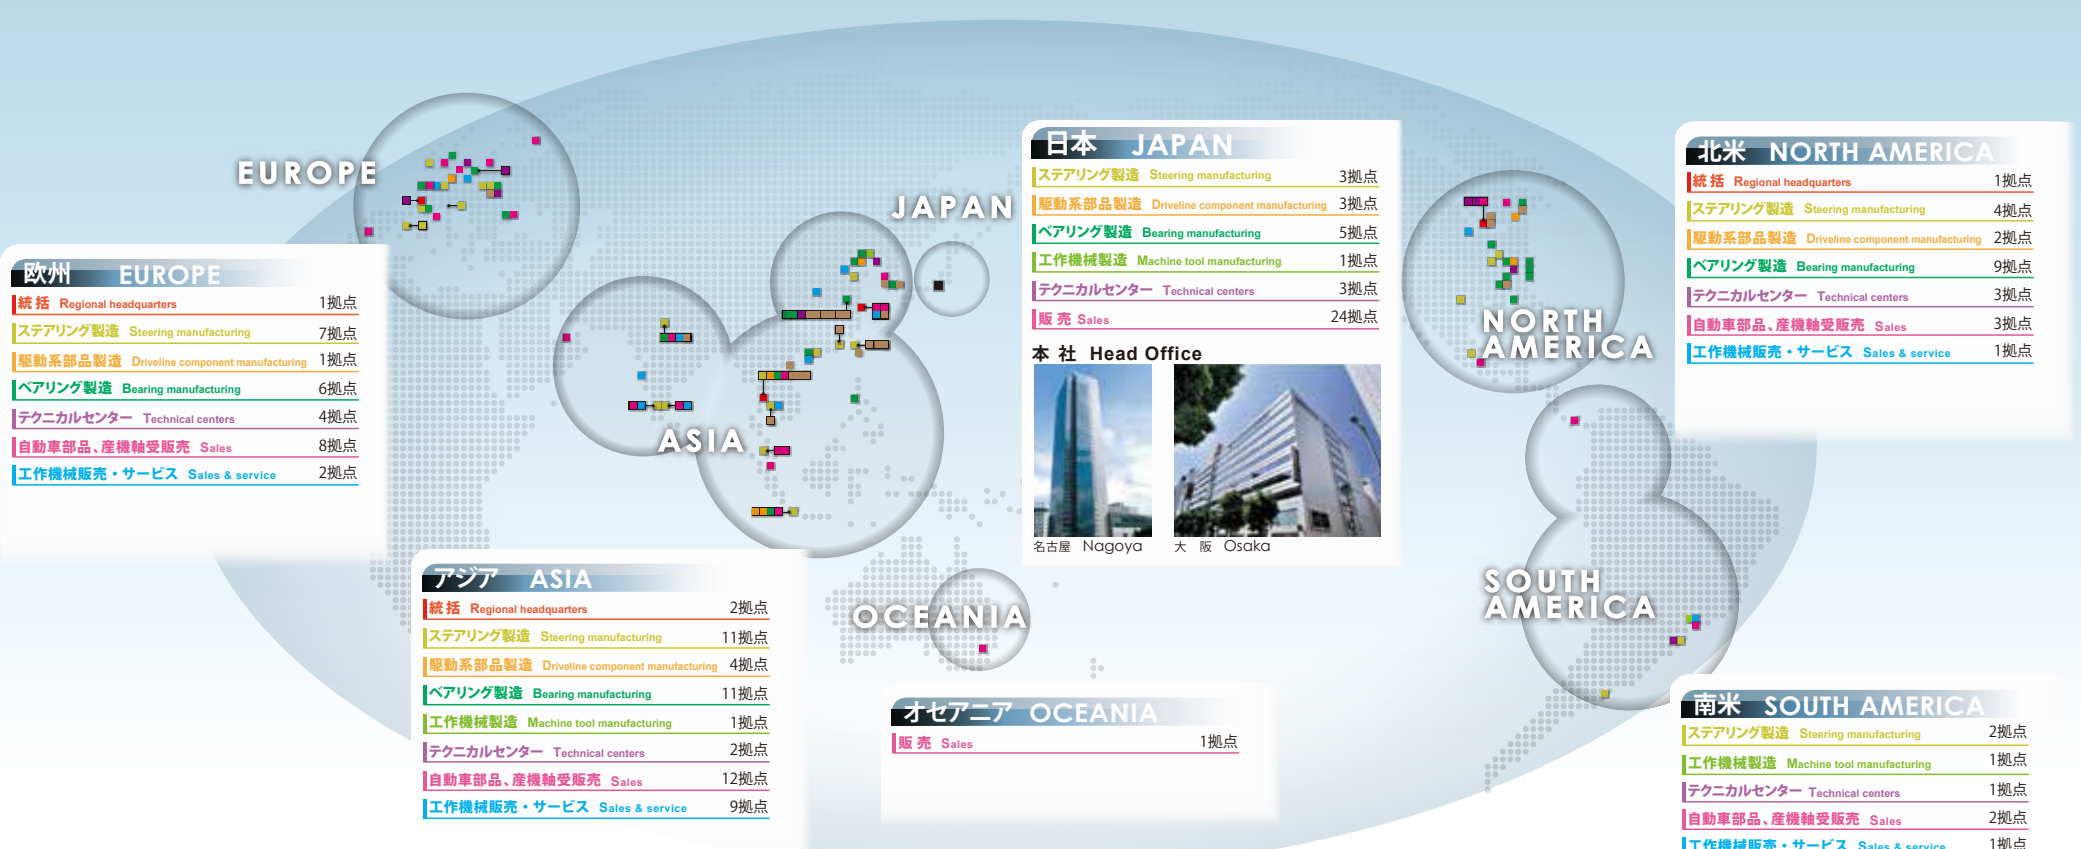 EUROPE
JAPAN
ASIA
OCEANIA
NORTH
AMERICA
SOUTH
AMERICA
欧州 EUROPE
統括 Regional headquarters 1拠点
ステアリング製造 Steering manufacturing 7拠点
駆動系部品製造 Driveline component manufacturing 1拠点
ベアリング製造 Bearing manufacturing 6拠点
テクニカルセンター Technical centers 4拠点
自動車部品、産機軸受販売 Sales 8拠点
工作機械販売・サービス Sales & service 2拠点
アジア ASIA
統括 Regional headquarters 2拠点
ステアリング製造 Steering manufacturing 11拠点
駆動系部品製造 Driveline component manufacturing 4拠点
ベアリング製造 Bearing manufacturing 11拠点
工作機械製造 Machine tool manufacturing 1拠点
テクニカルセンター Technical centers 2拠点
自動車部品、産機軸受販売 Sales 12拠点
工作機械販売・サービス Sales & service 9拠点
オセアニア OCEANIA
販売 Sales 1拠点
日本 JAPAN
ステアリング製造 Steering manufacturing 3拠点
駆動系部品製造 Driveline component manufacturing 3拠点
ベアリング製造 Bearing manufacturing 5拠点
工作機械製造 Machine tool manufacturing 1拠点
テクニカルセンター Technical centers 3拠点
販売 Sales 24拠点
本社 Head Office
名古屋 Nagoya
大阪 Osaka
北米 NORTH AMERICA
統括 Regional headquarters 1拠点
ステアリング製造 Steering manufacturing 4拠点
駆動系部品製造 Driveline component manufacturing 2拠点
ベアリング製造 Bearing manufacturing 9拠点
テクニカルセンター Technical centers 3拠点
自動車部品、産機軸受販売 Sales 3拠点
工作機械販売・サービス Sales & service 1拠点
南米 SOUTH AMERICA
ステアリング製造 Steering manufacturing 2拠点
工作機械製造 Machine tool manufacturing 1拠点
テクニカルセンター Technical centers 1拠点
自動車部品、産機軸受販売 Sales 2拠点
工作機械販売・サービス Sales & service 1拠点